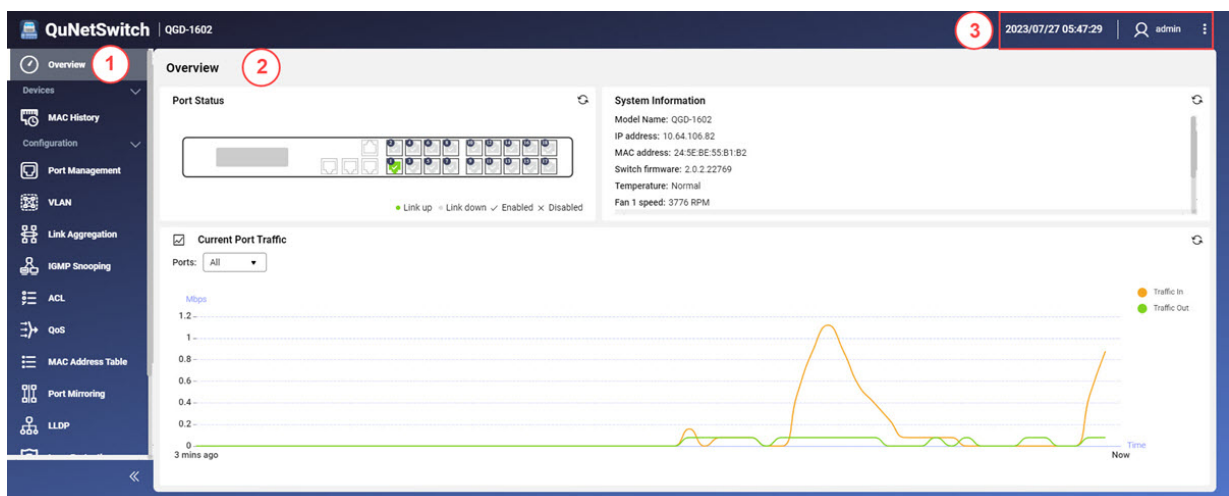 QuNetSwitch | QGD-1602
3
2023/07/27 05:47:29
admin
Overview
1
Devices
MAC History
Configuration
Port Management
VLAN
Link Aggregation
IGMP Snooping
ACL
QoS
MAC Address Table
Port Mirroring
LLDP
Overview
2
Port Status
Link up Link down Enabled Disabled
System Information
Model Name: QGD-1602
IP address: 10.64.106.82
MAC address: 24:5E:BE:55:B1:B2
Switch firmware: 2.0.2.22769
Temperature: Normal
Fan 1 speed: 3776 RPM
Current Port Traffic
Ports: All
Mbps
1.2
1
0.8
0.6
0.4
0.2
0
3 mins ago
Time
Now
Traffic In
Traffic Out